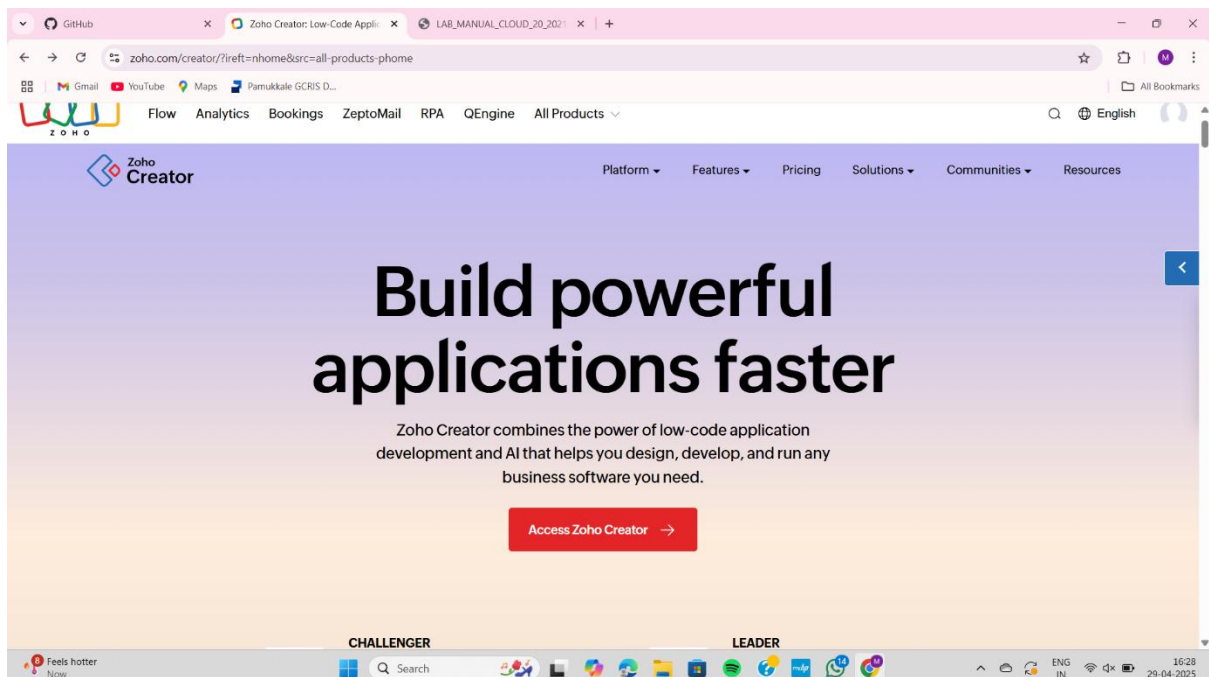 GitHub
Zoho Creator: Low-Code Applic
LAB_MANUAL_CLOUD_20_2021
zoho.com/creator/?ireft=nhome&src=all-products-phome
M
Gmail YouTube Maps Pamukkale GCRIS D... All Bookmarks
ZOHO
Flow Analytics Bookings ZeptoMail RPA QEngine All Products English
Zoho
Creator
Platform Features Pricing Solutions Communities Resources
Build powerful
applications faster
Zoho Creator combines the power of low-code application
development and AI that helps you design, develop, and run any
business software you need.
Access Zoho Creator →
CHALLENGER LEADER
8 Feels hotter
Now
Search
14
M
ENG
IN
16:28
29-04-2025